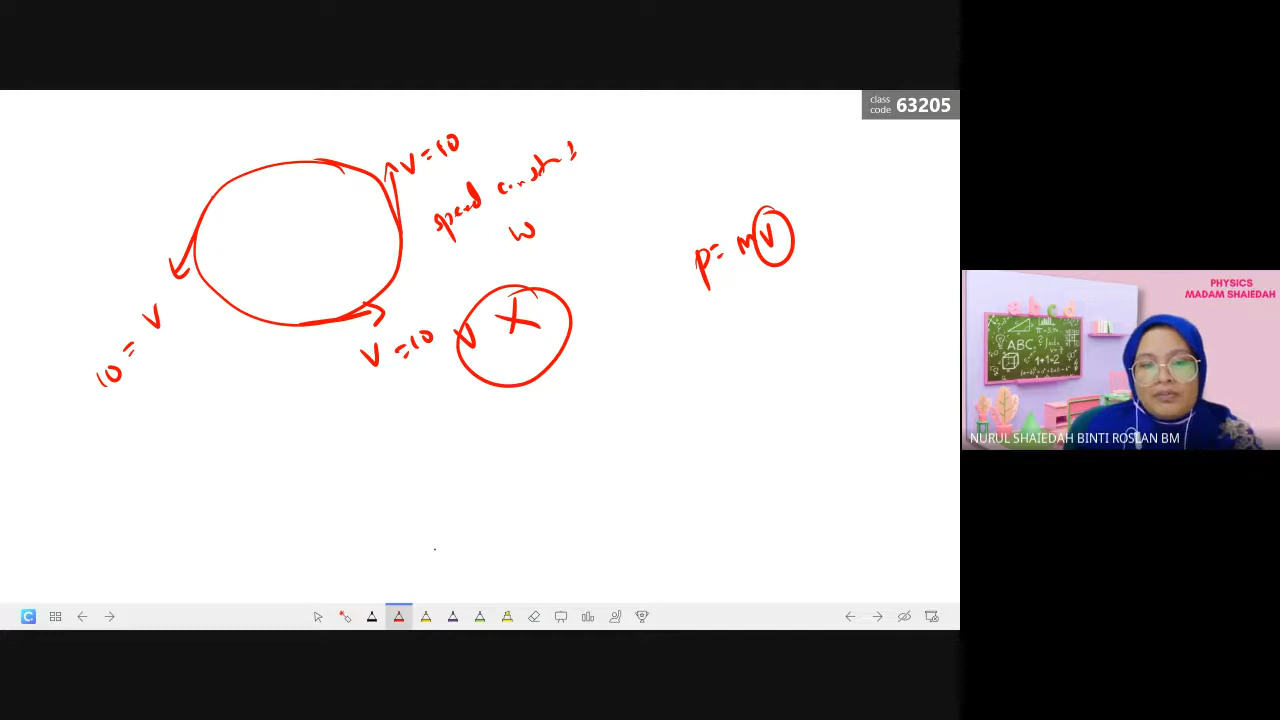 class code 63205
V=10
speed const
w
p=mV
V=10
V X
10=V
PHYSICS
MADAM SHAIEDAH
a b c d
ABC
1+1=2
NURUL SHAIEDAH BINTI ROSLAN BM
C